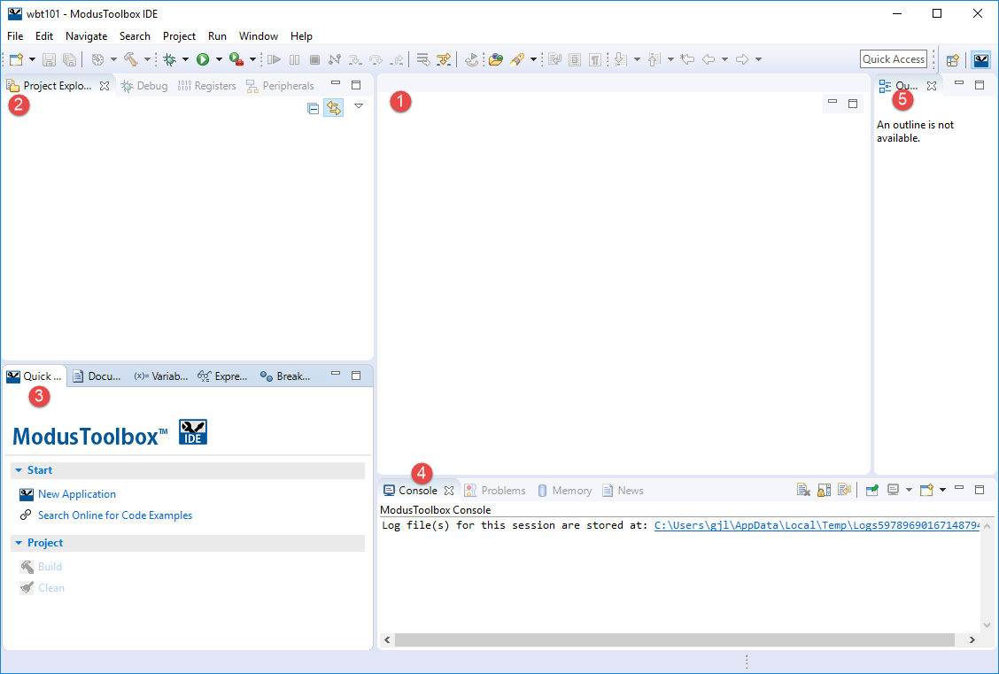 wbt101 - ModusToolbox IDE
File Edit Navigate Search Project Run Window Help
Quick Access
Project Explo... Debug Registers Peripherals
2
1
Qu...
5
An outline is not
available.
Quick ... Docu... (x)= Variab... Expre... Break...
3
ModusToolbox™ IDE
Start
New Application
Search Online for Code Examples
Project
Build
Clean
4
Console Problems Memory News
ModusToolbox Console
Log file(s) for this session are stored at: C:\Users\gjl\AppData\Local\Temp\Logs59789690167148794